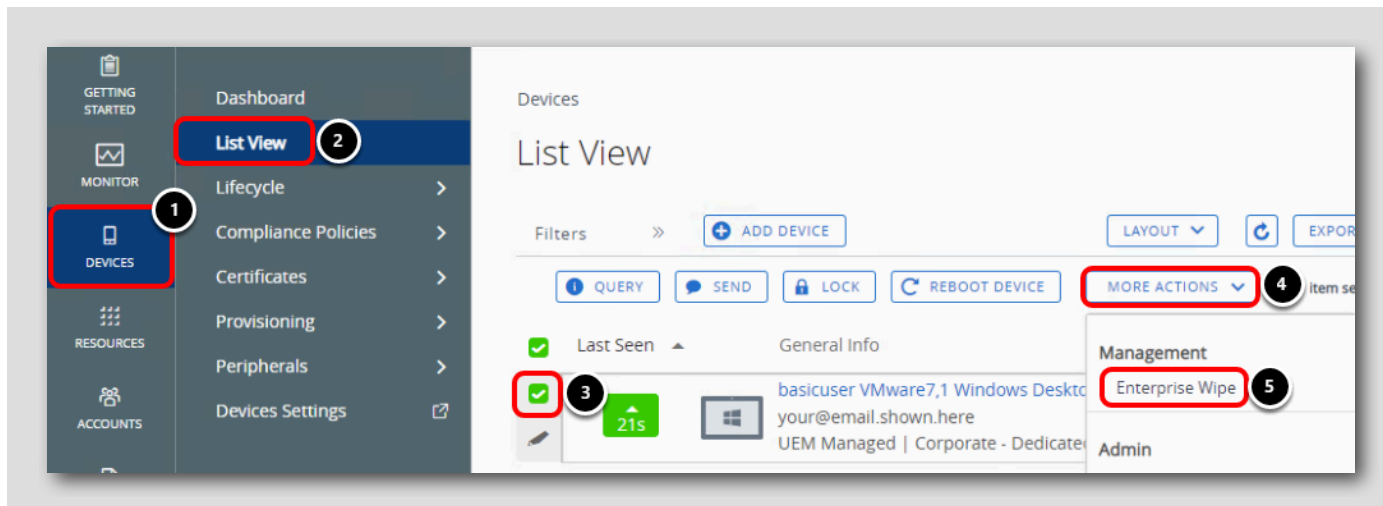 GETTING
STARTED
MONITOR
1
DEVICES
RESOURCES
ACCOUNTS
Dashboard
List View 2
Lifecycle
Compliance Policies
Certificates
Provisioning
Peripherals
Devices Settings
Devices
List View
Filters » ADD DEVICE LAYOUT EXPOR
QUERY SEND LOCK REBOOT DEVICE MORE ACTIONS 4 item se
Last Seen General Info
3
21s
basicuser VMware7,1 Windows Deskto
your@email.shown.here
UEM Managed | Corporate - Dedicated
Management
Enterprise Wipe 5
Admin